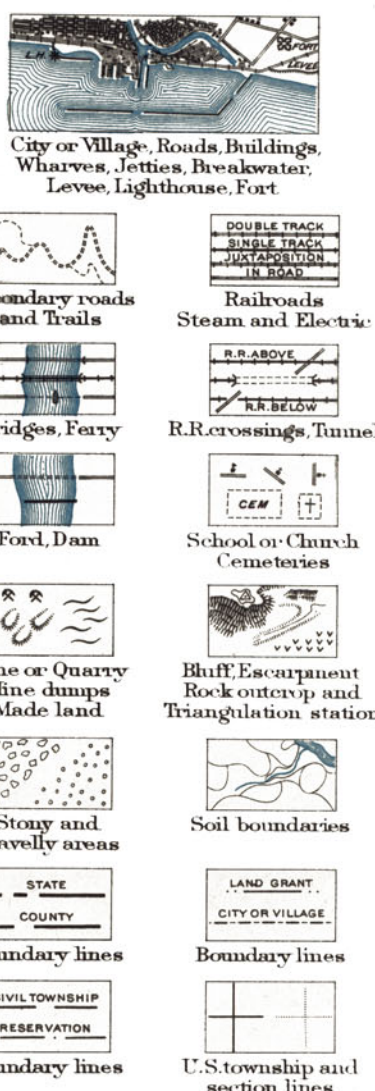 L.H.
FORT
LEVEE
City or Village, Roads, Buildings,
Wharves, Jetties, Breakwater,
Levee, Lighthouse, Fort
ondary roads
and Trails
DOUBLE TRACK
SINGLE TRACK
JUXTAPOSITION
IN ROAD
Railroads
Steam and Electric
ridges, Ferry
R.R. ABOVE
R.R. BELOW
R.R. crossings, Tunnel
Ford, Dam
CEM
School or Church
Cemeteries
ne or Quarry
ine dumps
Made land
Bluff, Escarpment
Rock outcrop and
Triangulation station
Stony and
avelly areas
Soil boundaries
STATE
COUNTY
undary lines
LAND GRANT
CITY OR VILLAGE
Boundary lines
IVIL TOWNSHIP
RESERVATION
undary lines
U.S. township and
section lines